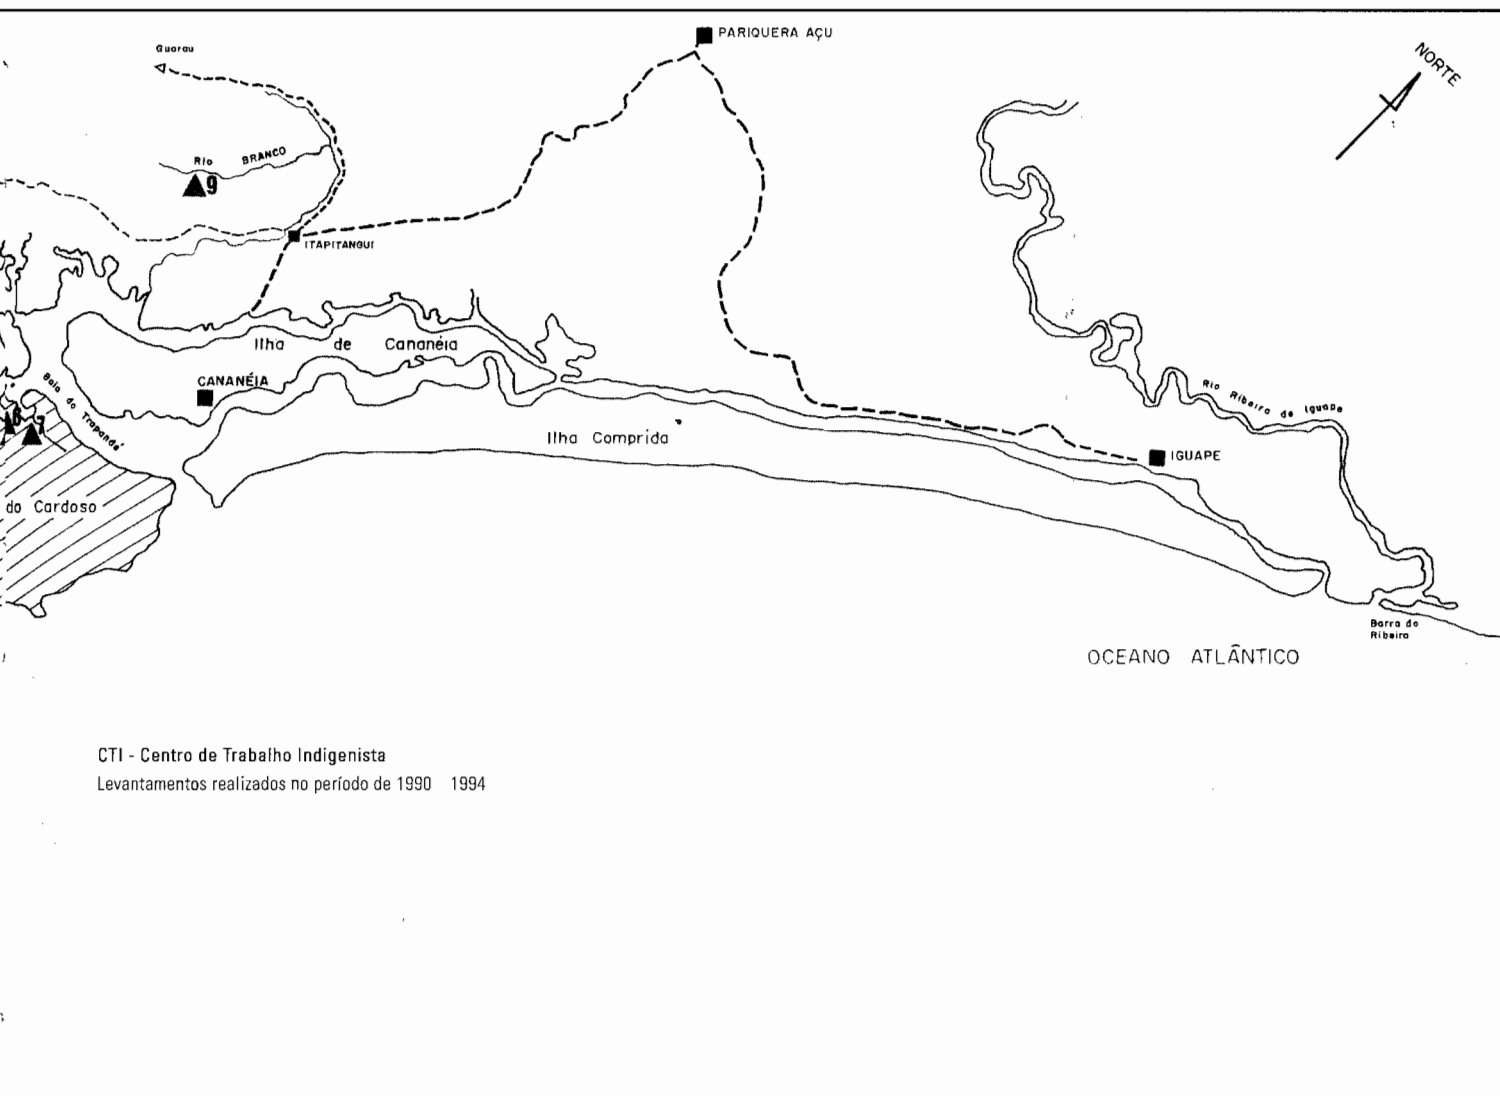 PARIQUERA AÇU
NORTE
Guarau
Rio BRANCO
9
ITAPITANGUI
Ilha de Cananéia
CANANÉIA
Baia do Trapandé
6
7
Rio Ribeira de Iguape
Ilha Comprida
IGUAPE
do Cardoso
Barra do
Ribeira
OCEANO ATLÂNTICO
CTI - Centro de Trabalho Indigenista
Levantamentos realizados no período de 1990 1994